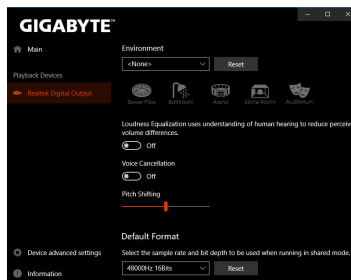 GIGABYTE™
Main
Playback Devices
Realtek Digital Output
Device advanced settings
Information
Environment
<None>
Reset
Sewer-Pipe
Bathroom
Arena
Stone Room
Auditorium
Loudness Equalization uses understanding of human hearing to reduce perceive
volume differences.
Off
Voice Cancellation
Off
Pitch Shifting
Default Format
Select the sample rate and bit depth to be used when running in shared mode.
48000Hz 16Bits
Reset